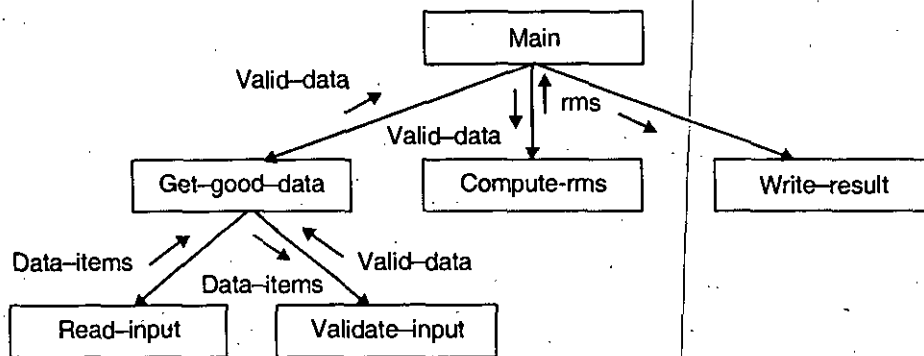 Main
Valid–data
rms
Valid–data
Get–good–data
Compute-rms
Write–result
Data–items
Valid–data
Data–items
Read–input
Validate–input